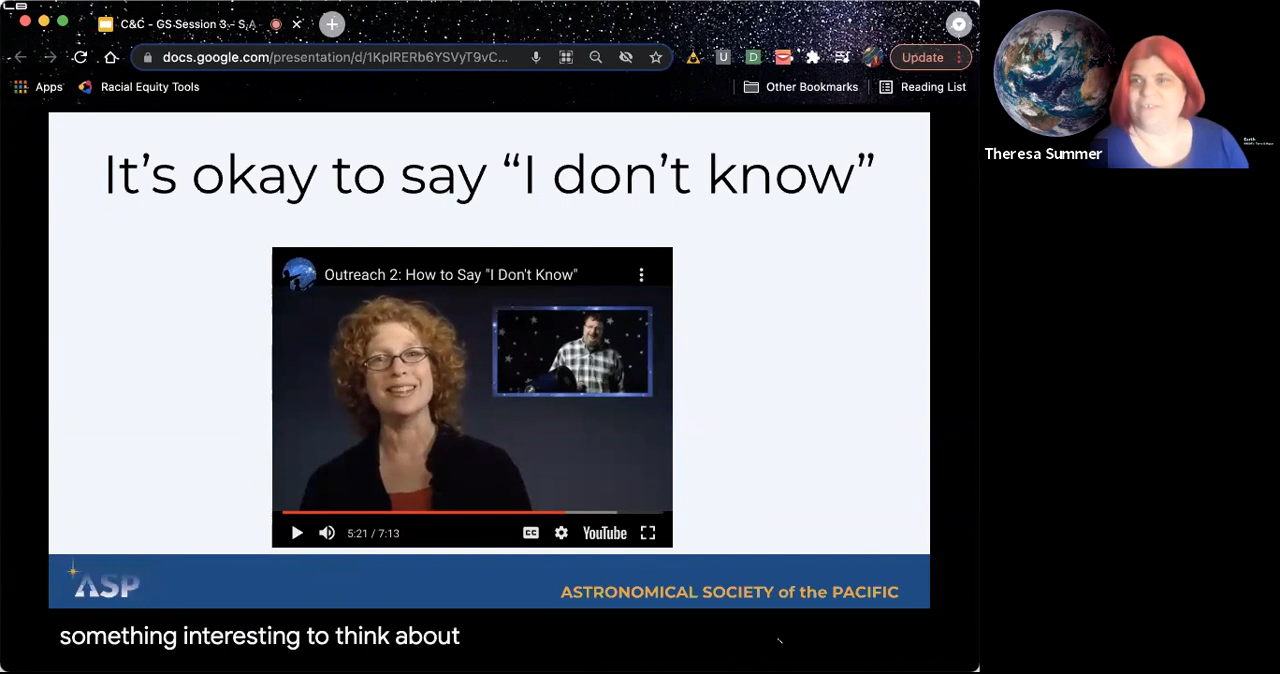 C&C - GS Session 3 - S,A
docs.google.com/presentation/d/1KpIRERb6YSVyT9vC...
Update
Apps
Racial Equity Tools
Other Bookmarks
Reading List
Theresa Summer
It's okay to say “I don't know”
Outreach 2: How to Say "I Don't Know"
5:21 / 7:13
CC
YouTube
ASP
ASTRONOMICAL SOCIETY of the PACIFIC
something interesting to think about